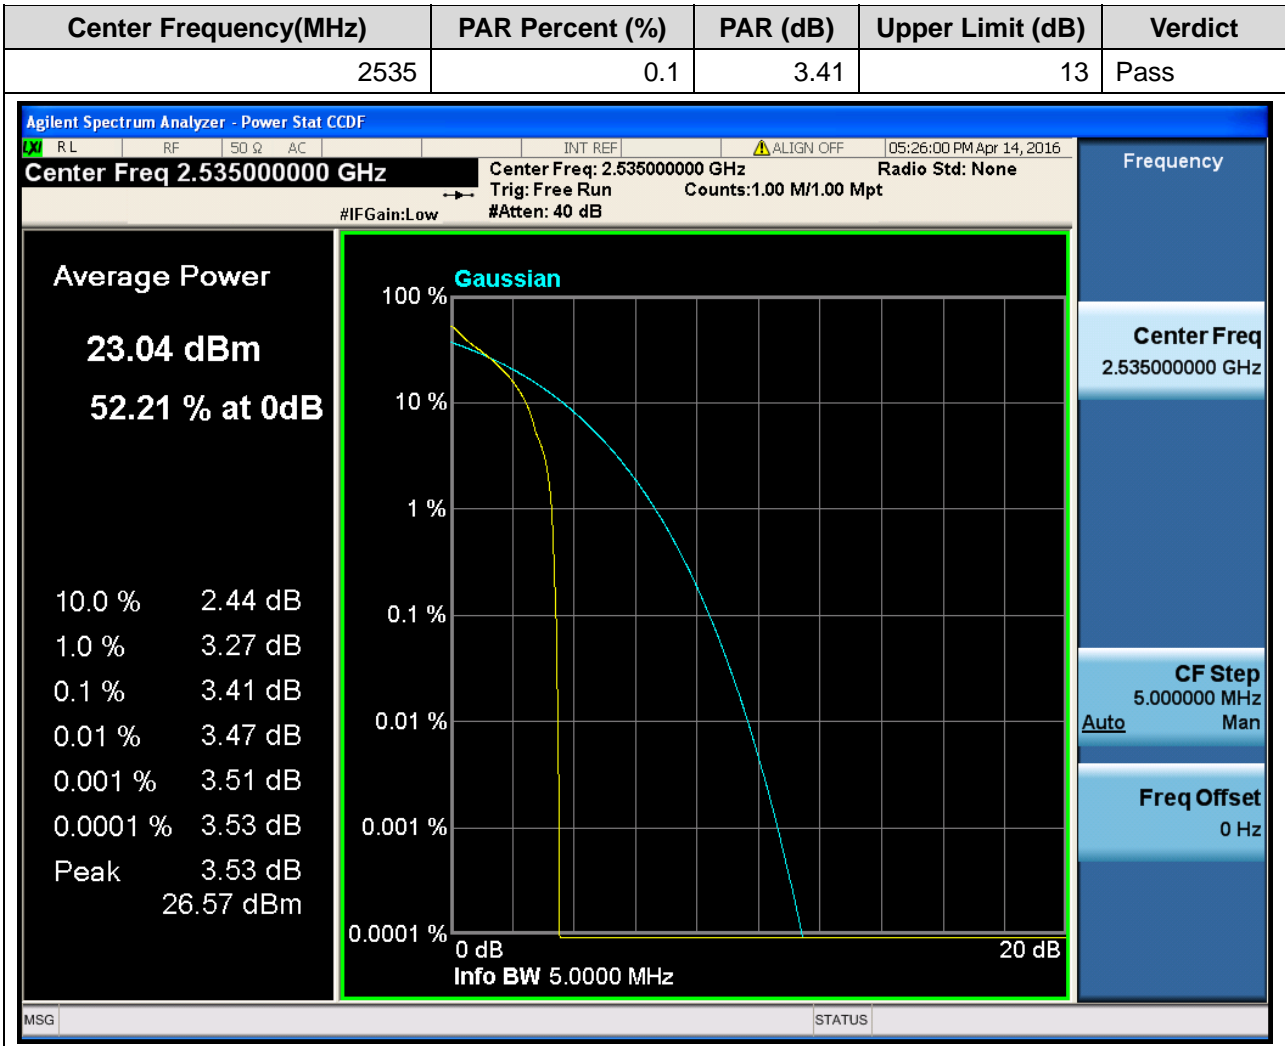 Center Frequency(MHz) PAR Percent (%) PAR (dB) Upper Limit (dB) Verdict
2535 0.1 3.41 13 Pass
Agilent Spectrum Analyzer - Power Stat CCDF
LXI RL RF 50 Ω AC INT REF ALIGN OFF 05:26:00 PM Apr 14, 2016
Center Freq 2.535000000 GHz
Center Freq: 2.535000000 GHz Radio Std: None
Trig: Free Run Counts:1.00 M/1.00 Mpt
#IFGain:Low #Atten: 40 dB
Average Power
23.04 dBm
52.21 % at 0dB
10.0 % 2.44 dB
1.0 % 3.27 dB
0.1 % 3.41 dB
0.01 % 3.47 dB
0.001 % 3.51 dB
0.0001 % 3.53 dB
Peak 3.53 dB
26.57 dBm
Gaussian
100 %
10 %
1 %
0.1 %
0.01 %
0.001 %
0.0001 %
0 dB 20 dB
Info BW 5.0000 MHz
Frequency
Center Freq
2.535000000 GHz
CF Step
5.000000 MHz
Auto Man
Freq Offset
0 Hz
MSG STATUS